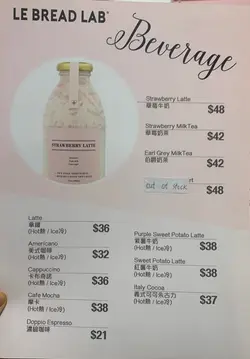 LE BREAD LAB
Beverage
STRAWBERRY LATTE
Strawberry Latte
草莓牛奶 $48
Strawberry MilkTea
草莓奶茶 $42
Earl Grey MilkTea
伯爵奶茶 $42
out of stock $48
Latte
拿鐵 $36
(Hot熱 / Ice冷)
Americano
美式咖啡 $32
(Hot熱 / Ice冷)
Cappuccino
卡布奇諾 $36
(Hot熱 / Ice冷)
Cafe Mocha
摩卡 $38
(Hot熱 / Ice冷)
Doppio Espresso
濃縮咖啡 $21
Purple Sweet Potato Latte
紫薯牛奶 $38
(Hot熱 / Ice冷)
Sweet Potato Latte
紅薯牛奶 $38
(Hot熱 / Ice冷)
Italy Cocoa
義式可可朱古力 $37
(Hot熱 / Ice冷)